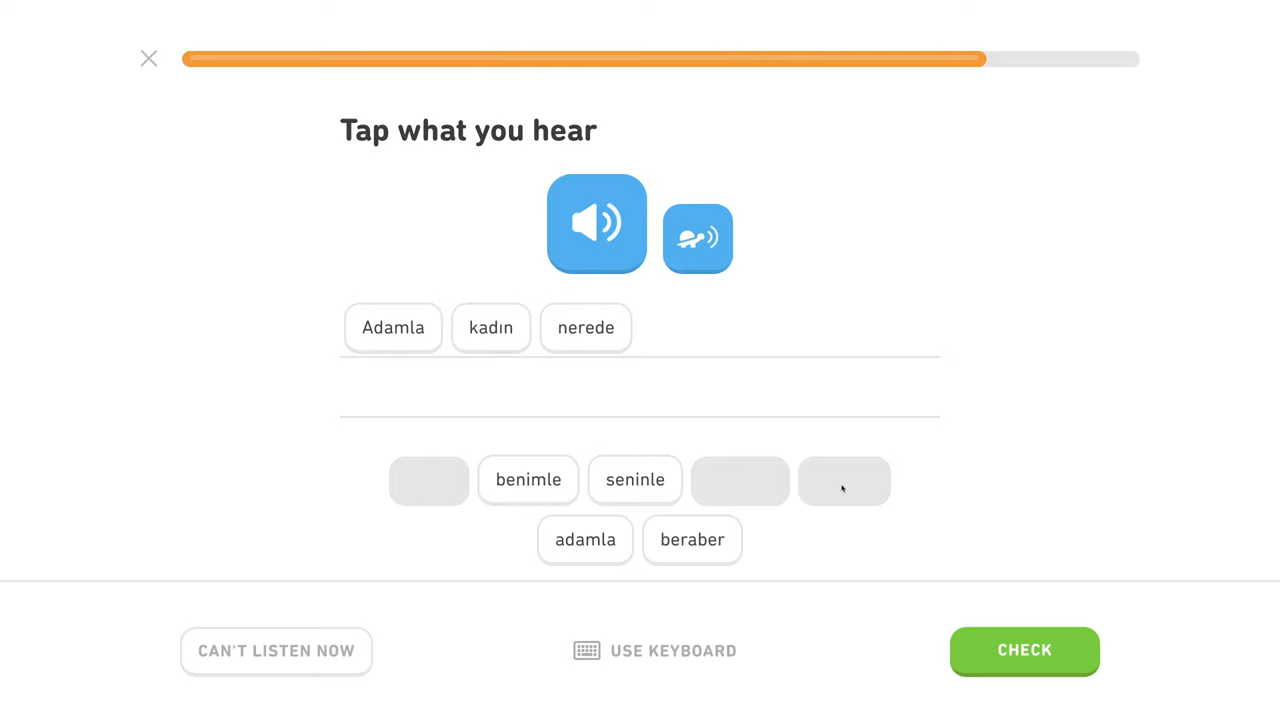 Tap what you hear
Adamla kadın nerede
benimle seninle
adamla beraber
CAN'T LISTEN NOW USE KEYBOARD CHECK